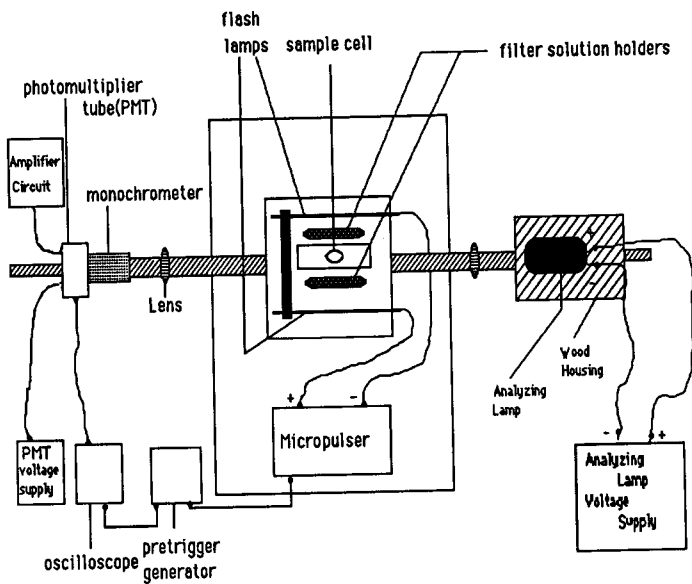 flash
lamps
sample cell
filter solution holders
photomultiplier
tube(PMT)
Amplifier
Circuit
monochrometer
Lens
+
-
Wood
Housing
Analyzing
Lamp
+
-
Micropulser
- +
PMT
voltage
supply
Analyzing
Lamp
Voltage
Supply
oscilloscope
pretrigger
generator